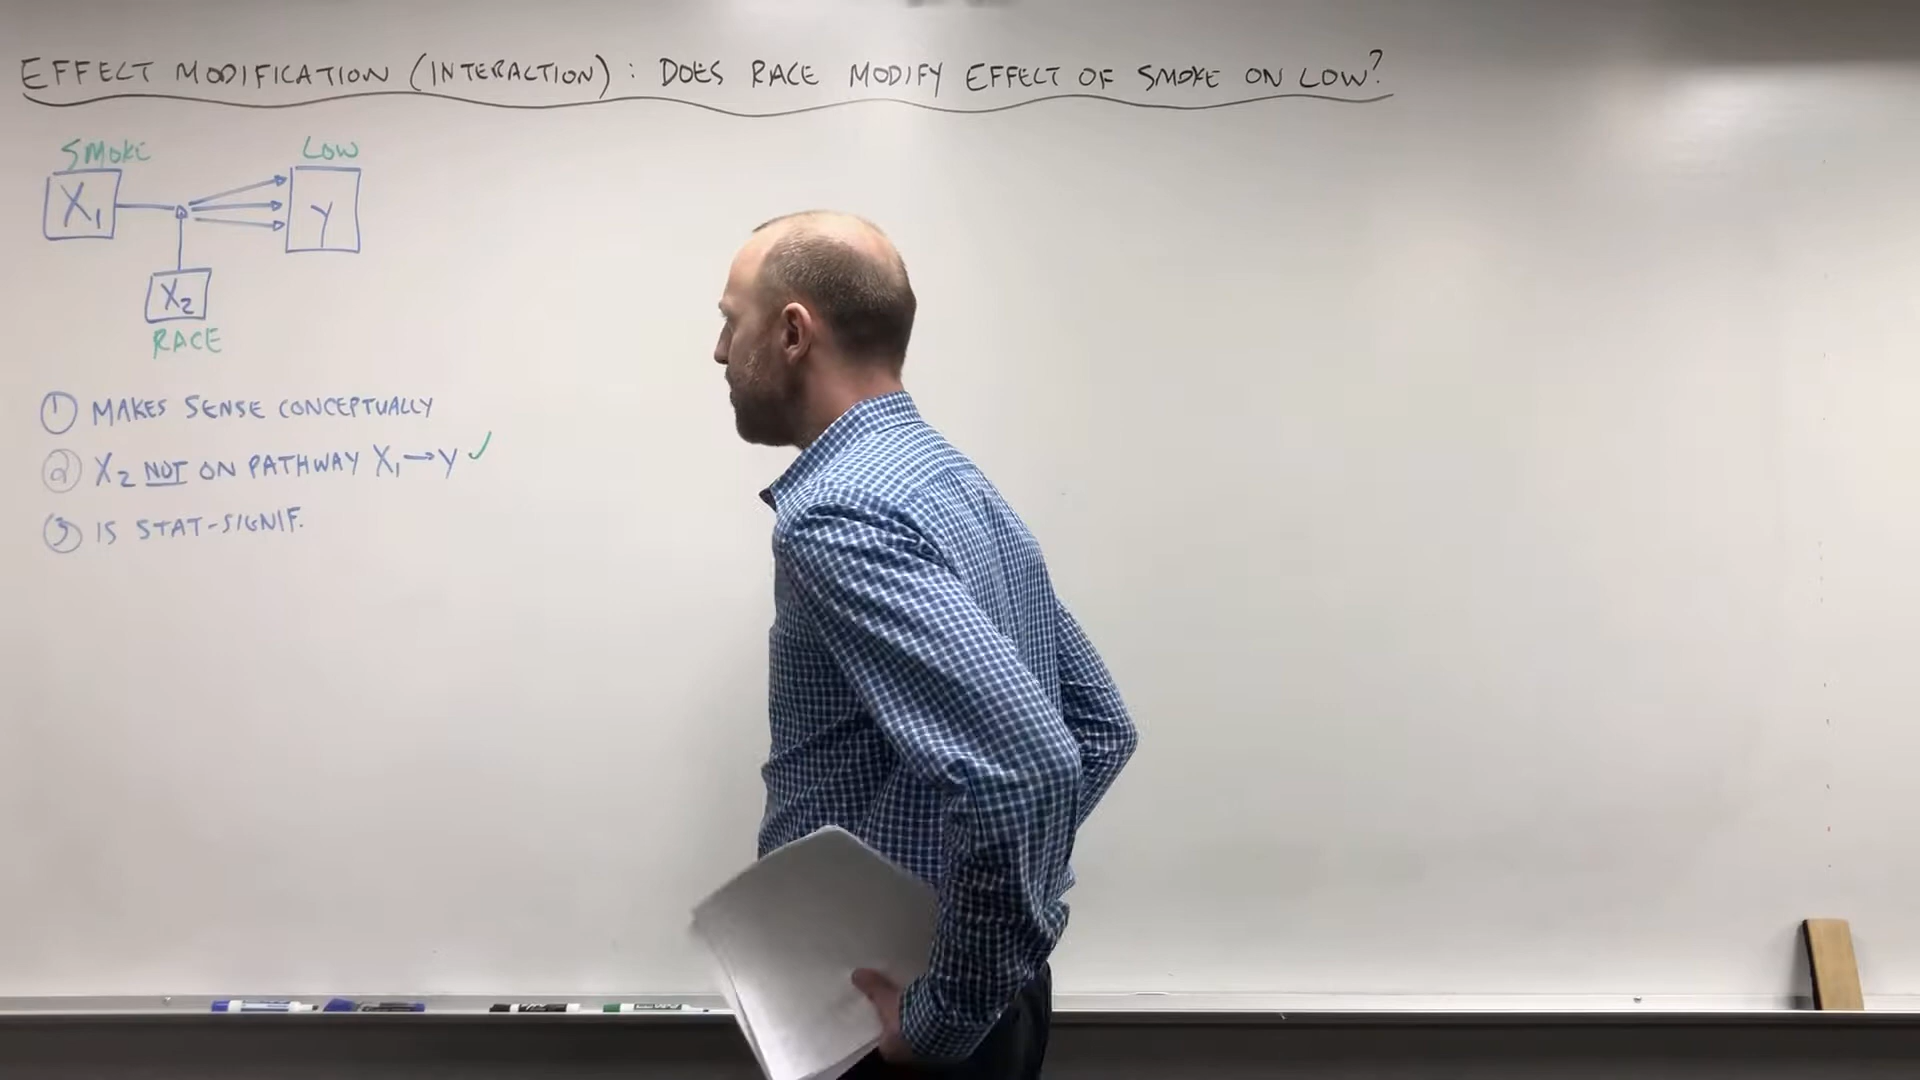 EFFECT MODIFICATION (INTERACTION): DOES RACE MODIFY EFFECT OF SMOKE ON LOW?
SMOKE LOW
X₁ Y
X₂
RACE
① MAKES SENSE CONCEPTUALLY
② X₂ NOT ON PATHWAY X₁→Y ✓
③ IS STAT-SIGNIF.